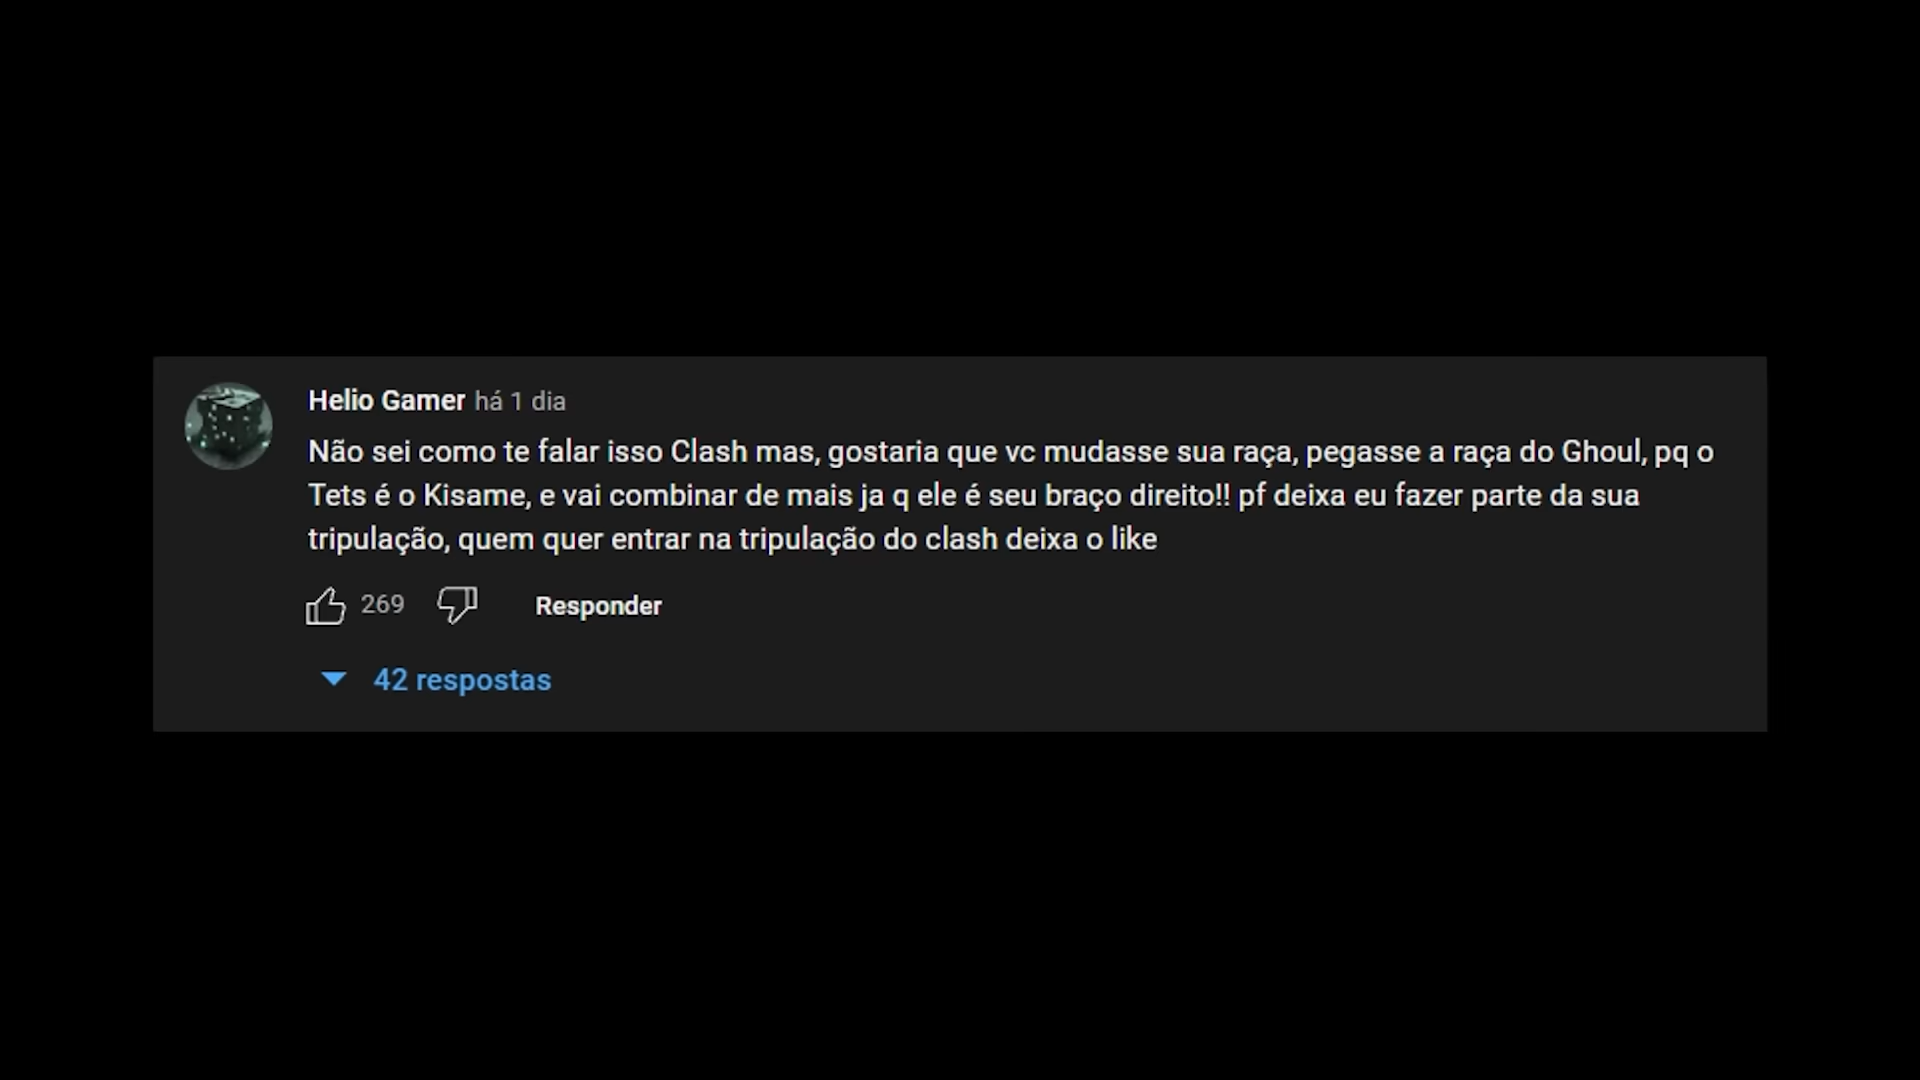 Helio Gamer há 1 dia
Não sei como te falar isso Clash mas, gostaria que vc mudasse sua raça, pegasse a raça do Ghoul, pq o
Tets é o Kisame, e vai combinar de mais ja q ele é seu braço direito!! pf deixa eu fazer parte da sua
tripulação, quem quer entrar na tripulação do clash deixa o like
269 Responder
42 respostas